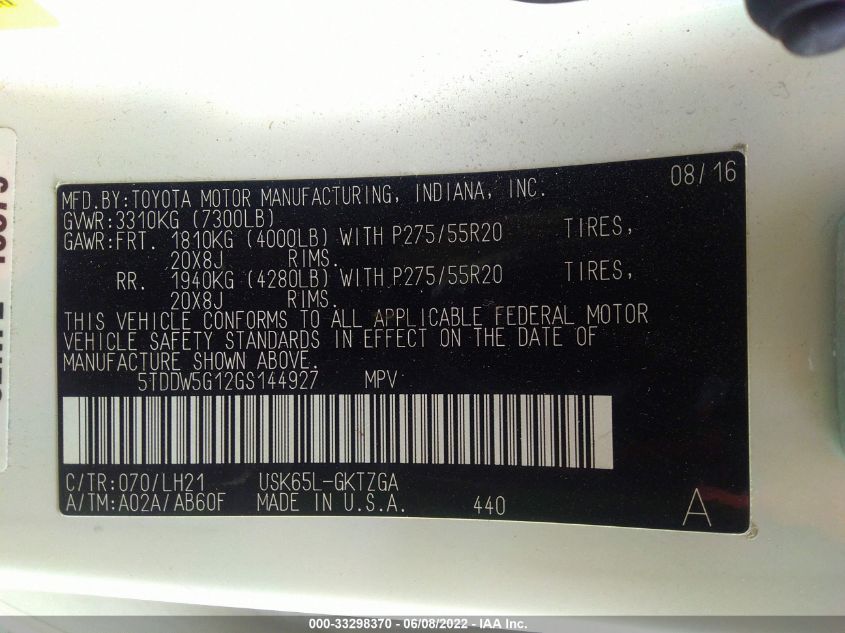 MFD.BY:TOYOTA MOTOR MANUFACTURING, INDIANA, INC. 08/16
GVWR:3310KG (7300LB)
GAWR:FRT. 1810KG (4000LB) WITH P275/55R20 TIRES,
20X8J RIMS.
RR. 1940KG (4280LB) WITH P275/55R20 TIRES,
20X8J RIMS.
THIS VEHICLE CONFORMS TO ALL APPLICABLE FEDERAL MOTOR
VEHICLE SAFETY STANDARDS IN EFFECT ON THE DATE OF
MANUFACTURE SHOWN ABOVE.
5TDDW5G12GS144927 MPV
C/TR:070/LH21 USK65L-GKTZGA
A/TM:A02A/AB60F MADE IN U.S.A. 440 A
000-33298370 - 06/08/2022 - IAA Inc.